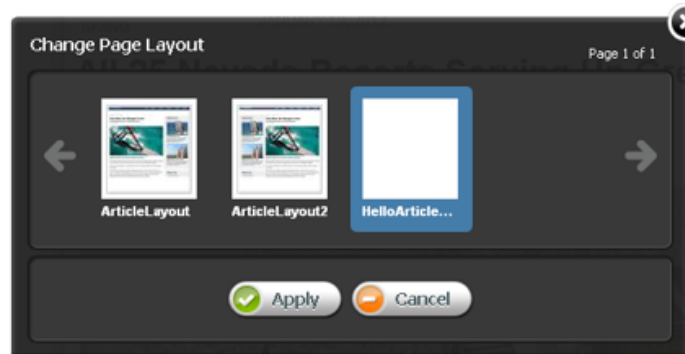 Change Page Layout
Page 1 of 1
ArticleLayout
ArticleLayout2
HelloArticle...
Apply
Cancel